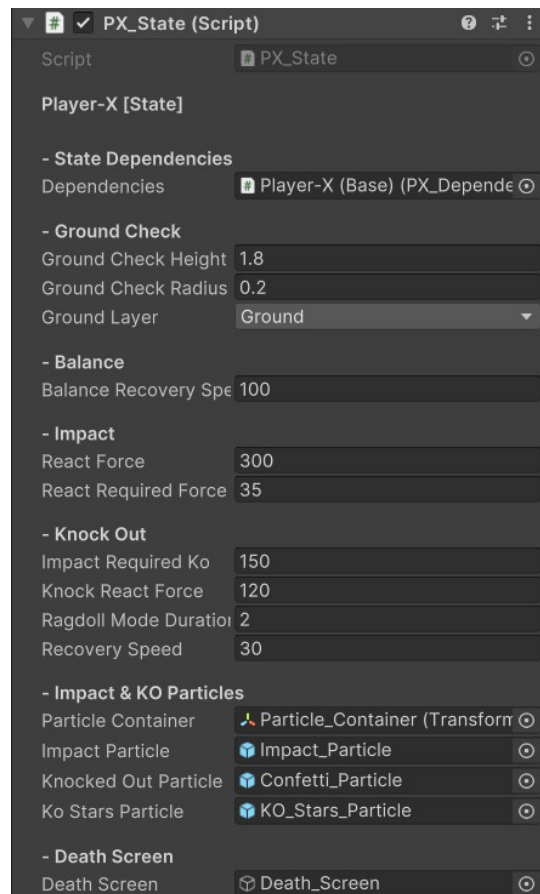 PX_State (Script)
Script PX_State
Player-X [State]
- State Dependencies
Dependencies Player-X (Base) (PX_Depende
- Ground Check
Ground Check Height 1.8
Ground Check Radius 0.2
Ground Layer Ground
- Balance
Balance Recovery Spe 100
- Impact
React Force 300
React Required Force 35
- Knock Out
Impact Required Ko 150
Knock React Force 120
Ragdoll Mode Duration 2
Recovery Speed 30
- Impact & KO Particles
Particle Container Particle_Container (Transform
Impact Particle Impact_Particle
Knocked Out Particle Confetti_Particle
Ko Stars Particle KO_Stars_Particle
- Death Screen
Death Screen Death_Screen